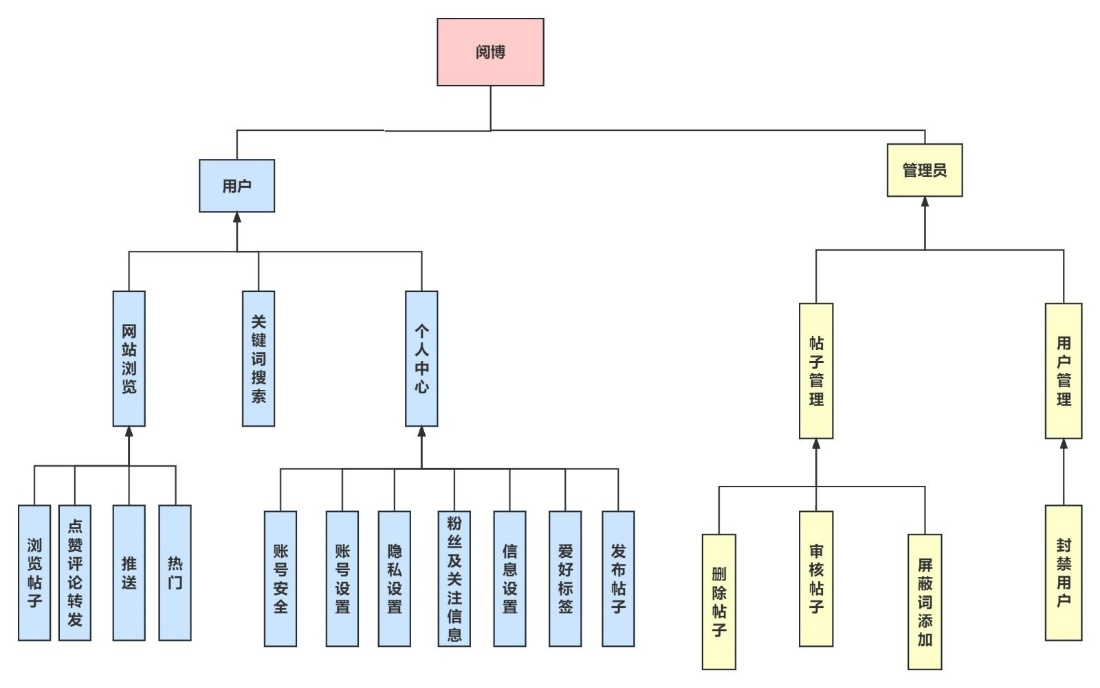 阅博
用户
管理员
网站浏览
关键词搜索
个人中心
帖子管理
用户管理
浏览帖子
点赞评论转发
推送
热门
账号安全
账号设置
隐私设置
粉丝及关注信息
信息设置
爱好标签
发布帖子
删除帖子
审核帖子
屏蔽词添加
封禁用户